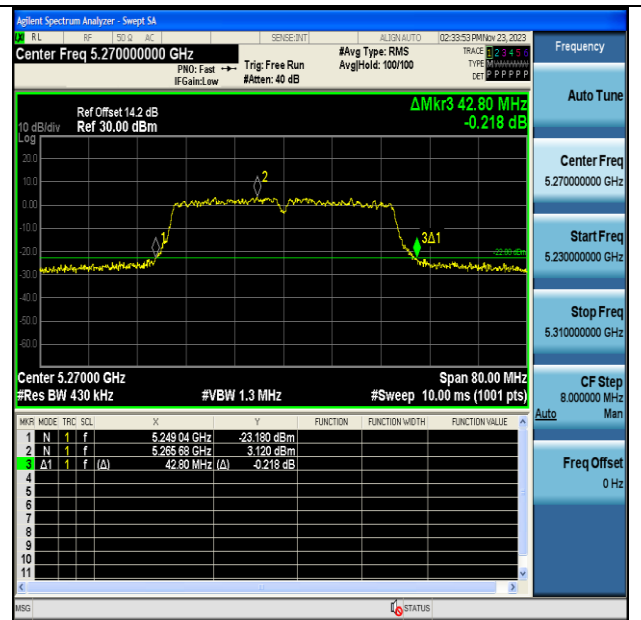 Agilent Spectrum Analyzer - Swept SA
RL RF 50 Ω AC SENSE:INT ALIGN AUTO 02:33:53 PM Nov 23, 2023
Center Freq 5.270000000 GHz #Avg Type: RMS TRACE 1 2 3 4 5 6
PNO: Fast Trig: Free Run Avg|Hold: 100/100 TYPE MWWWWW
IFGain:Low #Atten: 40 dB DET P P P P P P
Frequency
Auto Tune
Center Freq
5.270000000 GHz
Start Freq
5.230000000 GHz
Stop Freq
5.310000000 GHz
CF Step
8.000000 MHz
Auto Man
Freq Offset
0 Hz
ΔMkr3 42.80 MHz
-0.218 dB
Ref Offset 14.2 dB
10 dB/div Ref 30.00 dBm
Log
20.0
10.0
0.00
-10.0
-20.0
-30.0
-40.0
-50.0
-60.0
1
2
3Δ1
-22.88 dBm
Center 5.27000 GHz Span 80.00 MHz
#Res BW 430 kHz #VBW 1.3 MHz #Sweep 10.00 ms (1001 pts)
MKR MODE TRC SCL X Y FUNCTION FUNCTION WIDTH FUNCTION VALUE
1 N 1 f 5.249 04 GHz -23.180 dBm
2 N 1 f 5.265 68 GHz 3.120 dBm
3 Δ1 1 f (Δ) 42.80 MHz (Δ) -0.218 dB
4
5
6
7
8
9
10
11
MSG STATUS